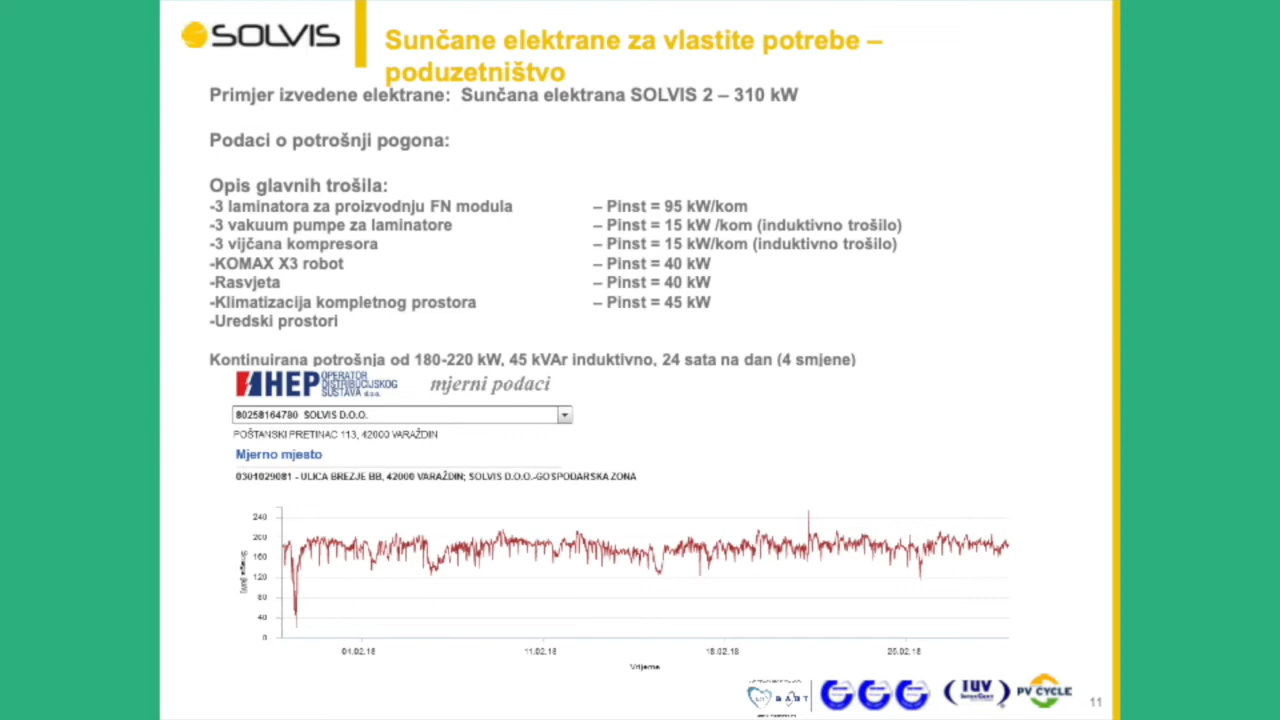 SOLVIS
Sunčane elektrane za vlastite potrebe –
poduzetništvo
Primjer izvedene elektrane: Sunčana elektrana SOLVIS 2 – 310 kW
Podaci o potrošnji pogona:
Opis glavnih trošila:
-3 laminatora za proizvodnju FN modula – Pinst = 95 kW/kom
-3 vakuum pumpe za laminatore – Pinst = 15 kW /kom (induktivno trošilo)
-3 vijčana kompresora – Pinst = 15 kW/kom (induktivno trošilo)
-KOMAX X3 robot – Pinst = 40 kW
-Rasvjeta – Pinst = 40 kW
-Klimatizacija kompletnog prostora – Pinst = 45 kW
-Uredski prostori
Kontinuirana potrošnja od 180-220 kW, 45 kVAr induktivno, 24 sata na dan (4 smjene)
HEP OPERATOR
DISTRIBUCIJSKOG
SUSTAVA d.o.o.
mjerni podaci
80258164780 SOLVIS D.O.O.
POŠTANSKI PRETINAC 113, 42000 VARAŽDIN
Mjerno mjesto
0301029081 - ULICA BREZJE BB, 42000 VARAŽDIN; SOLVIS D.O.O.-GOSPODARSKA ZONA
240
200
160
120
80
40
0
Snaga [kW]
04.02.18 11.02.18 18.02.18 25.02.18
Vrijeme
TUV
PV CYCLE
11